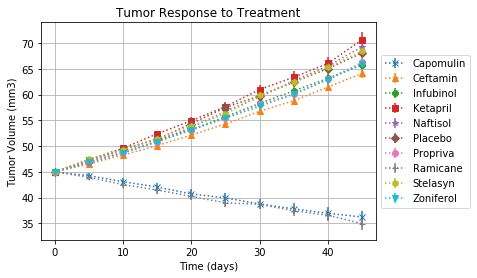 Tumor Response to Treatment
Tumor Volume (mm3)
70
65
60
55
50
45
40
35
0
10
20
30
40
Time (days)
Capomulin
Ceftamin
Infubinol
Ketapril
Naftisol
Placebo
Propriva
Ramicane
Stelasyn
Zoniferol